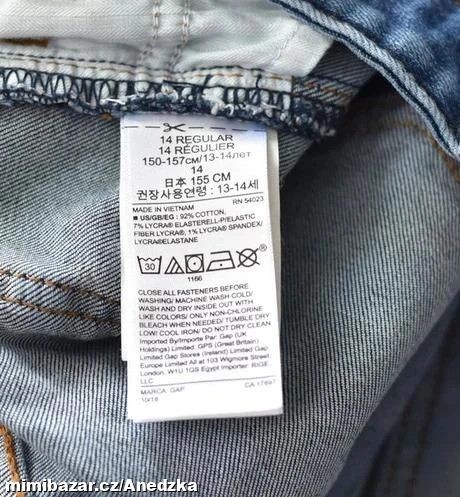 14 REGULAR
14 RÉGULIER
150-157см/13-14лет
14
日本 155 CM
권장사용연령 : 13-14세
MADE IN VIETNAM RN 54023
■ US/GB/EG: 92% COTTON,
7% LYCRA® ELASTERELL-P/ELASTIC
FIBER LYCRA®, 1% LYCRA® SPANDEX/
LYCRA®ELASTANE
30
1166
CLOSE ALL FASTENERS BEFORE
WASHING/ MACHINE WASH COLD/
WASH AND DRY INSIDE OUT WITH
LIKE COLORS/ ONLY NON-CHLORINE
BLEACH WHEN NEEDED/ TUMBLE DRY
LOW/ COOL IRON/ DO NOT DRY CLEAN
Imported By/Importé Par: Gap (UK
Holdings) Limited. GPS (Great Britain)
Limited Gap Stores (Ireland) Limited Gap
Europe Limited All at 103 Wigmore Street
London. W1U 1QS Egypt Importer: BIGE
LLC
MARCA: GAP CA 17897
10/18
mimibazar.cz/Anedzka